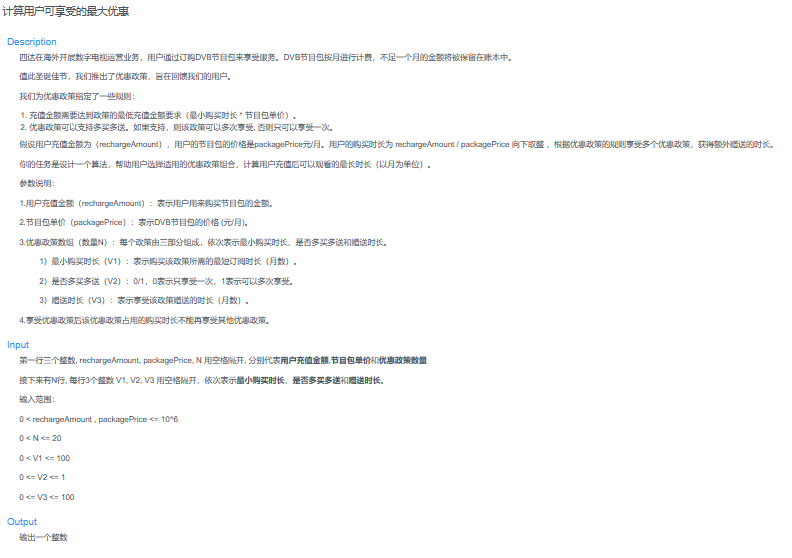 计算用户可享受的最大优惠
Description
四达在海外开展数字电视运营业务，用户通过订购DVB节目包来享受服务。DVB节目包按月进行计费，不足一个月的金额将被保留在账本中。
值此圣诞佳节，我们推出了优惠政策，旨在回馈我们的用户。
我们为优惠政策指定了一些规则：
1. 充值金额需要达到政策的最低充值金额要求（最小购买时长 * 节目包单价）。
2. 优惠政策可以支持多买多送。如果支持，则该政策可以多次享受, 否则只可以享受一次。
假设用户充值金额为（rechargeAmount），用户的节目包的价格是packagePrice元/月。用户的购买时长为 rechargeAmount / packagePrice 向下取整 ，根据优惠政策的规则享受多个优惠政策，获得额外赠送的时长。
你的任务是设计一个算法，帮助用户选择适用的优惠政策组合，计算用户充值后可以观看的最长时长（以月为单位）。
参数说明：
1.用户充值金额（rechargeAmount）：表示用户用来购买节目包的金额。
2.节目包单价（packagePrice）：表示DVB节目包的价格 (元/月)。
3.优惠政策数组（数量N）：每个政策由三部分组成，依次表示最小购买时长、是否多买多送和赠送时长。
1）最小购买时长（V1）：表示购买该政策所需的最短订阅时长（月数）。
2）是否多买多送（V2）：0/1，0表示只享受一次，1表示可以多次享受。
3）赠送时长（V3）：表示享受该政策赠送的时长（月数）。
4.享受优惠政策后该优惠政策占用的购买时长不能再享受其他优惠政策。
Input
第一行三个整数, rechargeAmount, packagePrice, N 用空格隔开, 分别代表用户充值金额,节目包单价和优惠政策数量
接下来有N行, 每行3个整数 V1, V2, V3 用空格隔开，依次表示最小购买时长、是否多买多送和赠送时长。
输入范围：
0 < rechargeAmount , packagePrice <= 10^6
0 < N <= 20
0 < V1 <= 100
0 <= V2 <= 1
0 <= V3 <= 100
Output
输出一个整数